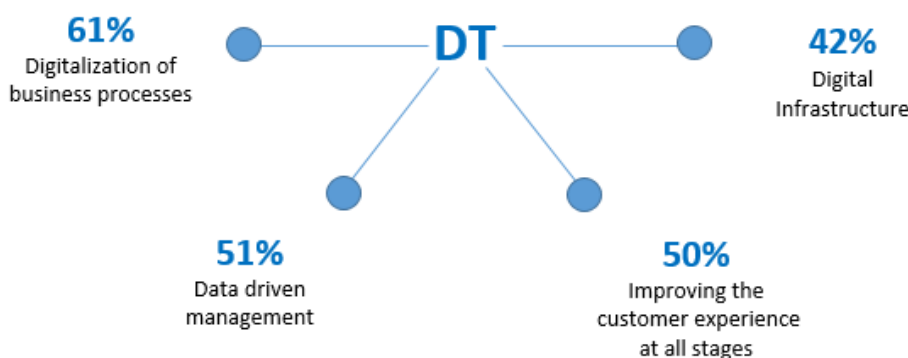 61%
Digitalization of
business processes
DT
42%
Digital
Infrastructure
51%
Data driven
management
50%
Improving the
customer experience
at all stages